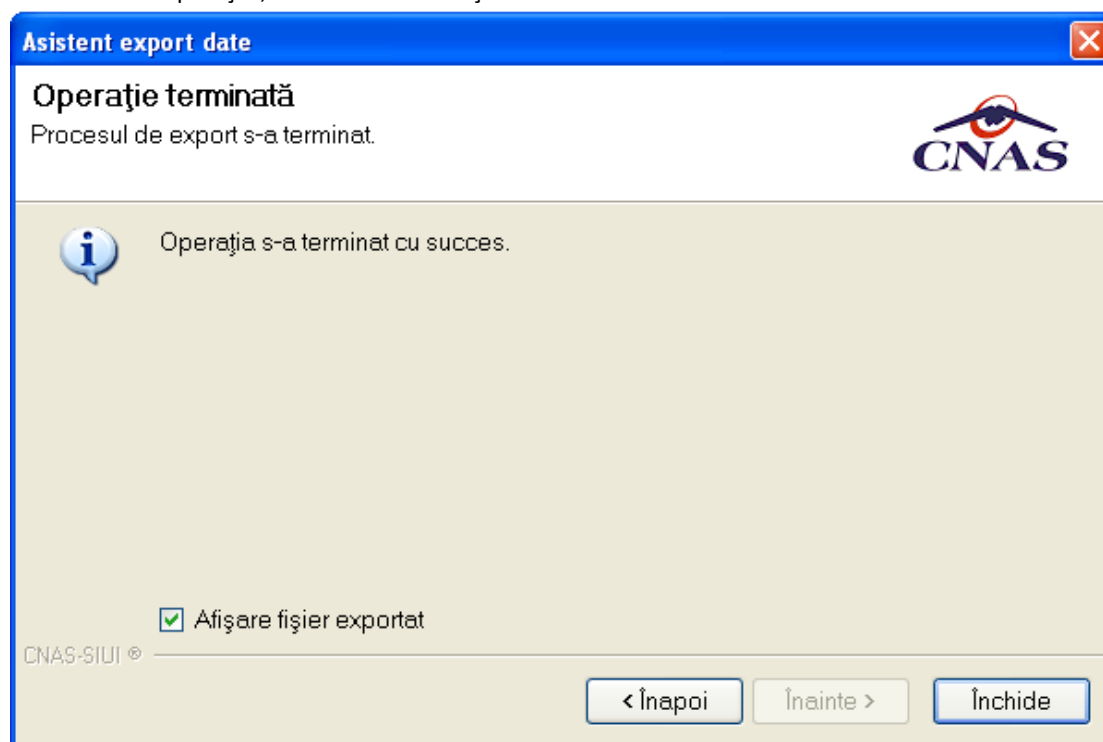 Asistent export date
Operaţie terminată
Procesul de export s-a terminat.
CNAS
Operaţia s-a terminat cu succes.
Afişare fişier exportat
CNAS-SIUI ®
< Înapoi
Înainte >
Închide